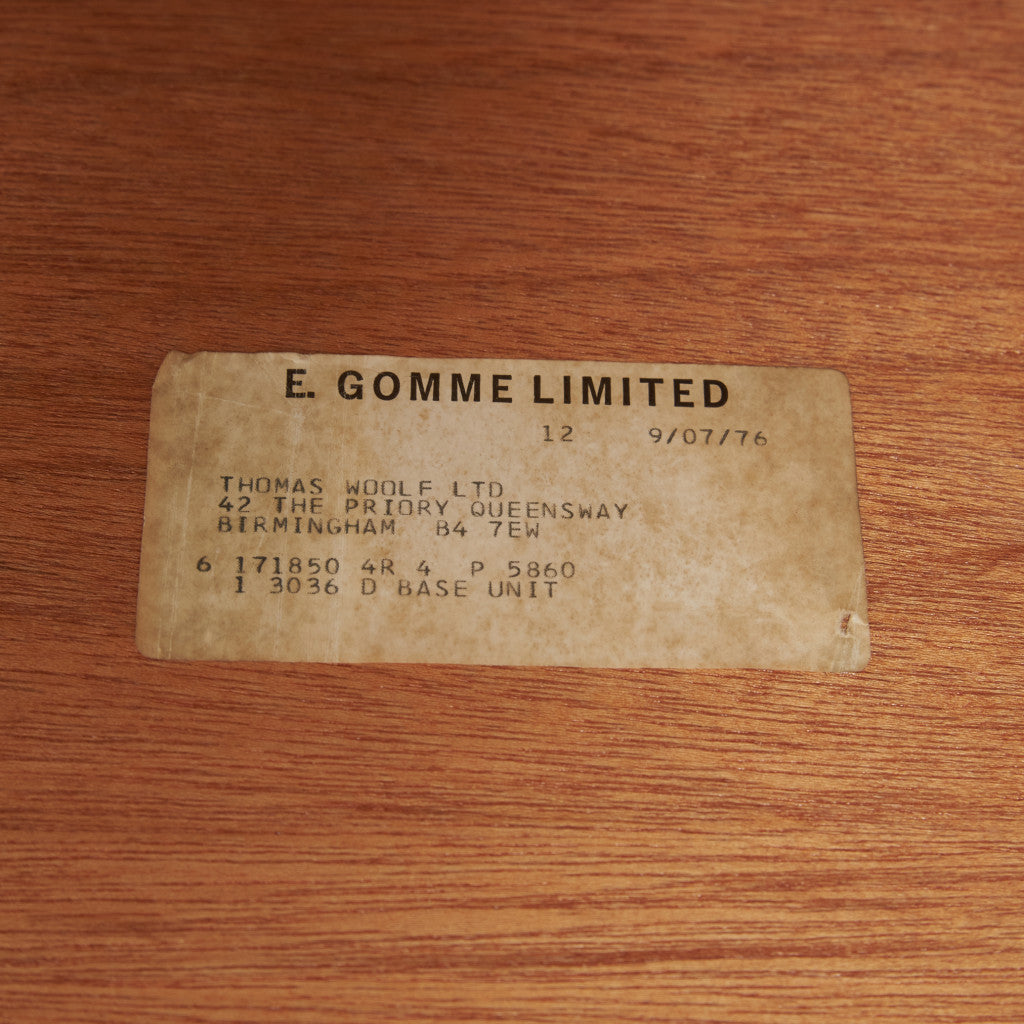 E. GOMME LIMITED
12 9/07/76
THOMAS WOOLF LTD
42 THE PRIORY QUEENSWAY
BIRMINGHAM B4 7EW
6 171850 4R 4 P 5860
1 3036 D BASE UNIT